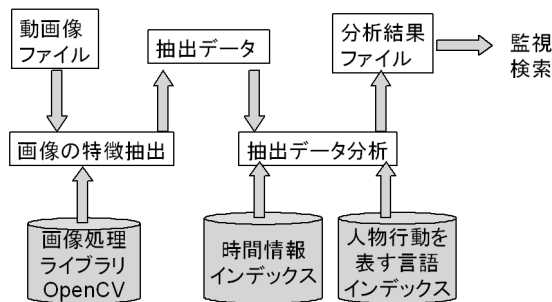 動画像
ファイル
抽出データ
分析結果
ファイル
監視
検索
画像の特徴抽出
抽出データ分析
画像処理
ライブラリ
OpenCV
時間情報
インデックス
人物行動を
表す言語
インデックス